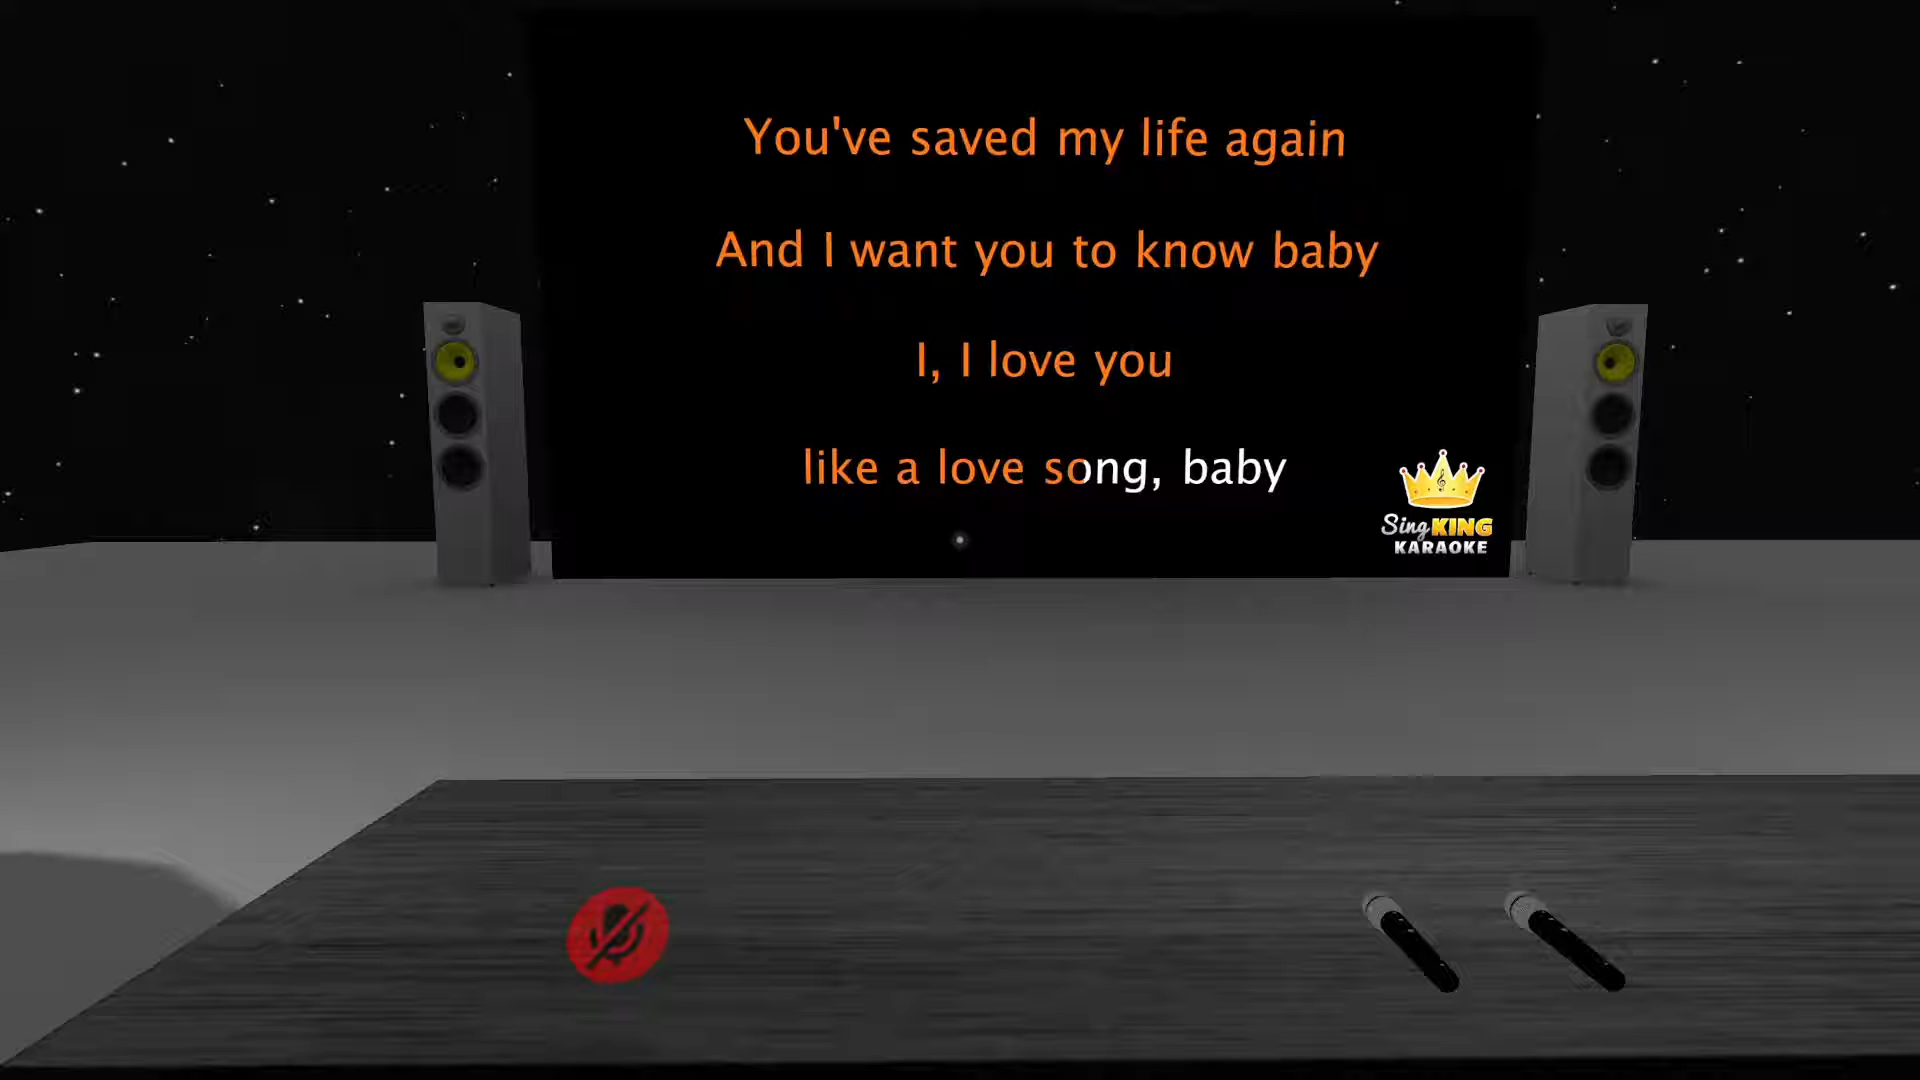 You've saved my life again
And I want you to know baby
I, I love you
like a love song, baby
Sing KING
KARAOKE